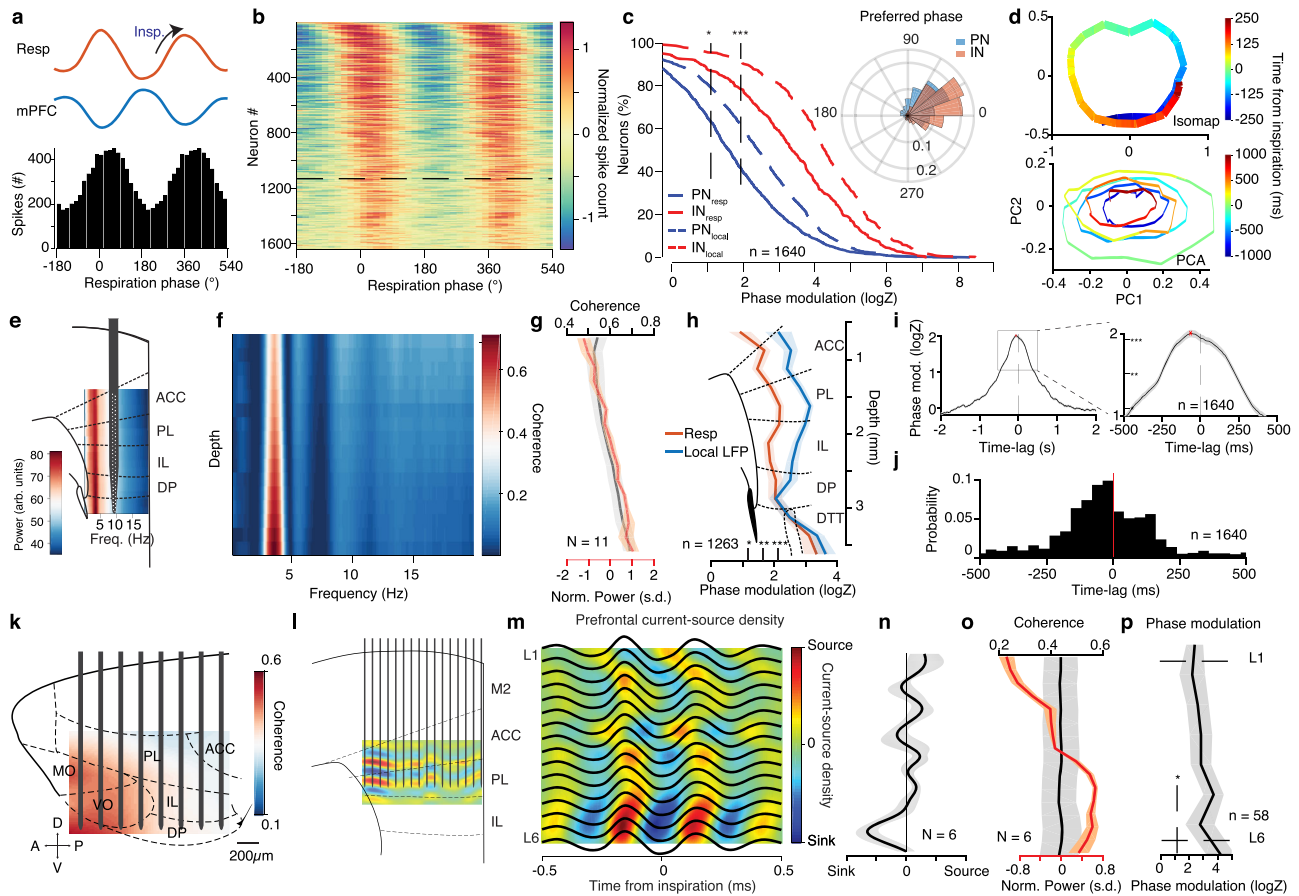 a
Insp.
Resp
mPFC
400
200
0
Spikes (#)
-180 0 180 360 540
Respiration phase (°)
b
Neuron #
400
800
1200
1600
-180 0 180 360 540
Respiration phase (°)
1
0
-1
Normalized spike count
c
Preferred phase
PN
IN
90
180
0
270
0.1
0.2
* ***
Neurons (%)
100
80
60
40
20
0
PNresp
INresp
PNlocal
INlocal
n = 1640
0 2 4 6 8
Phase modulation (logZ)
d
0.5
0
-0.5
-1 0 1
Isomap
250
125
0
-125
-250
Time from inspiration (ms)
0.2
0
-0.2
PC2
-0.4 -0.2 0 0.2 0.4
PC1
PCA
1000
500
0
-500
-1000
e
ACC
PL
IL
DP
80
70
60
50
40
Power (arb. units)
5 10 15
Freq. (Hz)
f
Depth
5 10 15
Frequency (Hz)
0.6
0.4
0.2
Coherence
g
Coherence
0.4 0.6 0.8
N = 11
-2 -1 0 1 2
Norm. Power (s.d.)
h
ACC
PL
IL
DP
DTT
1
2
3
Depth (mm)
Resp
Local LFP
n = 1263
* ** ***
0 2 4
Phase modulation (logZ)
i
Phase mod. (logZ)
2
1
0
-2 -1 0 1 2
Time-lag (s)
2
1
***
**
n = 1640
-500 0 500
Time-lag (ms)
j
Probability
0.1
0.05
0
n = 1640
-500 -250 0 250 500
Time-lag (ms)
k
MO
VO
PL
ACC
IL
DP
D
A P
V
0.6
0.1
Coherence
200µm
l
M2
ACC
PL
IL
m
Prefrontal current-source density
L1
L6
-0.5 0 0.5
Time from inspiration (ms)
Source
0
Sink
Current-source density
n
N = 6
0
Sink Source
o
Coherence
0.2 0.4 0.6
N = 6
-0.8 0 0.8
Norm. Power (s.d.)
p
Phase modulation
L1
*
n = 58
L6
0 1 2 4
Phase modulation (logZ)